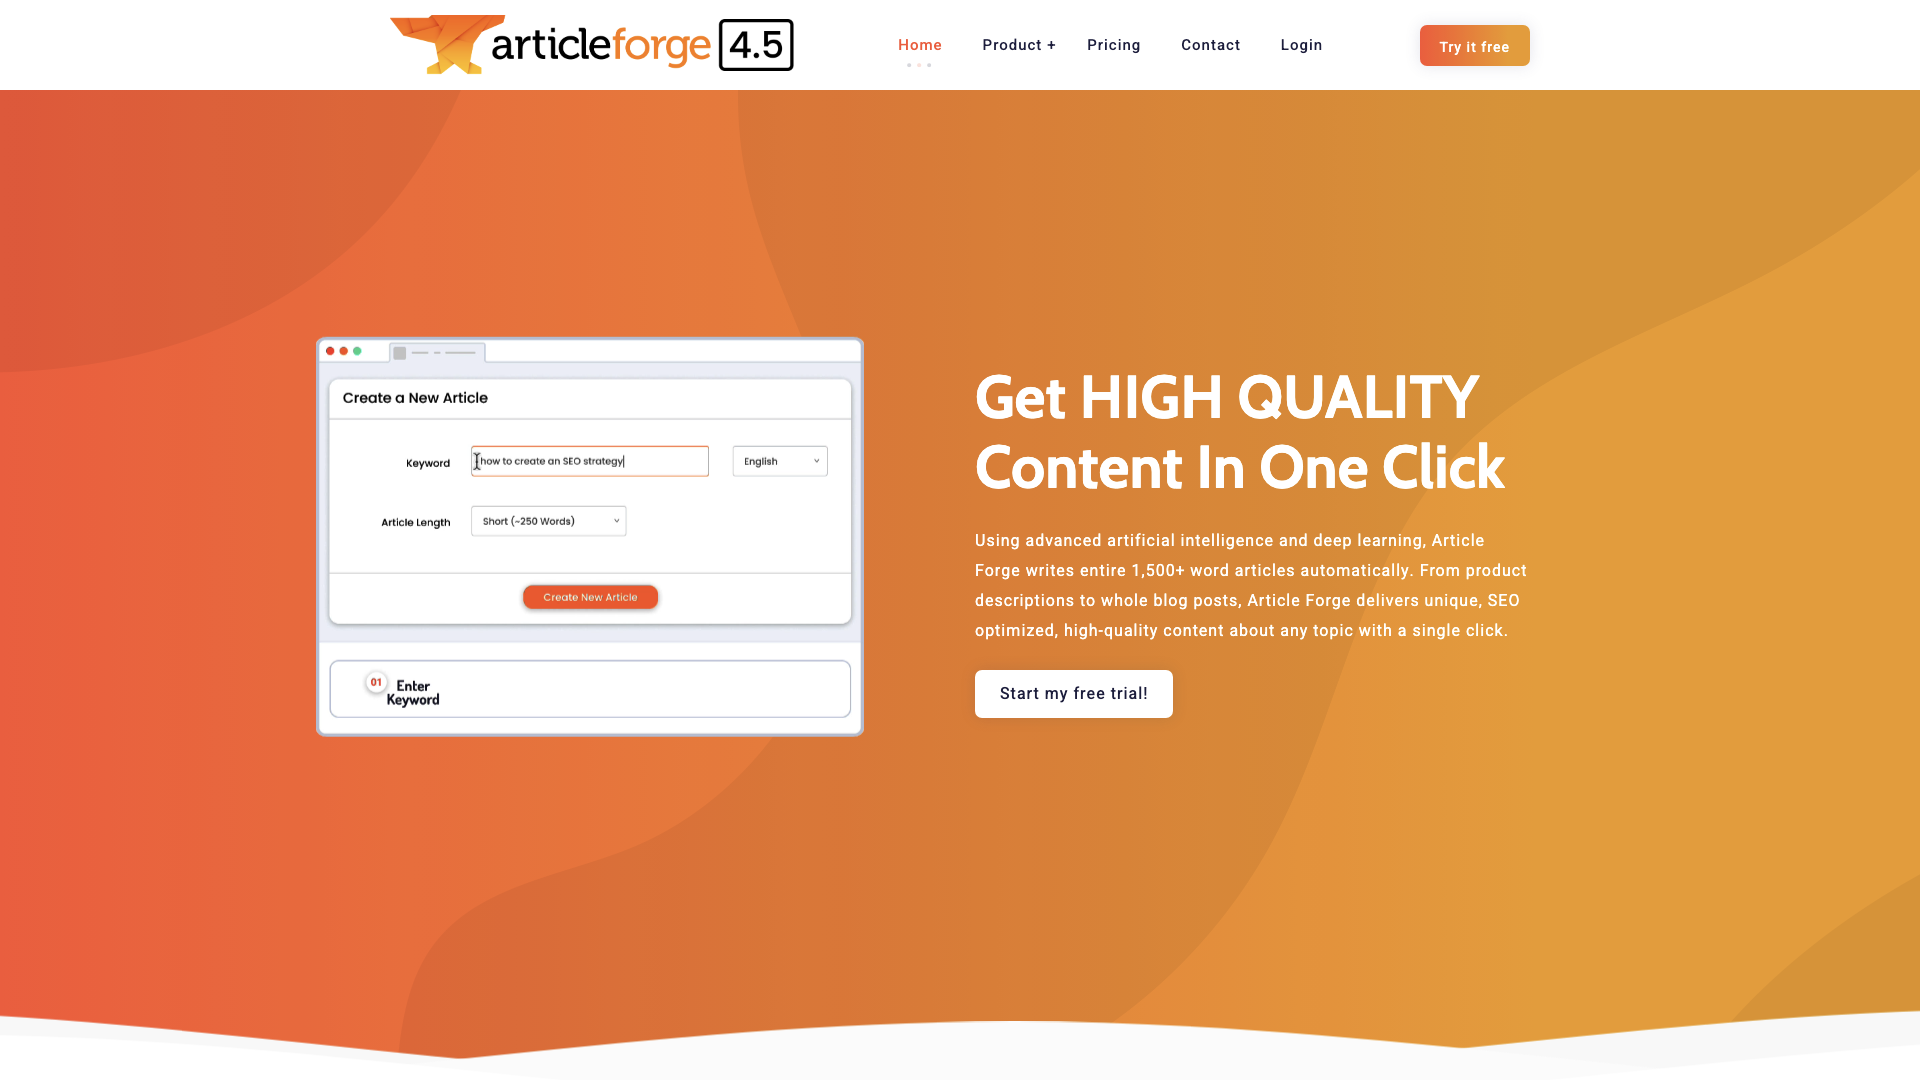 articleforge 4.5
Home
Product +
Pricing
Contact
Login
Try it free
Create a New Article
Keyword
how to create an SEO strategy
English
Article Length
Short (~250 Words)
Create New Article
01
Enter
Keyword
Get HIGH QUALITY
Content In One Click
Using advanced artificial intelligence and deep learning, Article
Forge writes entire 1,500+ word articles automatically. From product
descriptions to whole blog posts, Article Forge delivers unique, SEO
optimized, high-quality content about any topic with a single click.
Start my free trial!